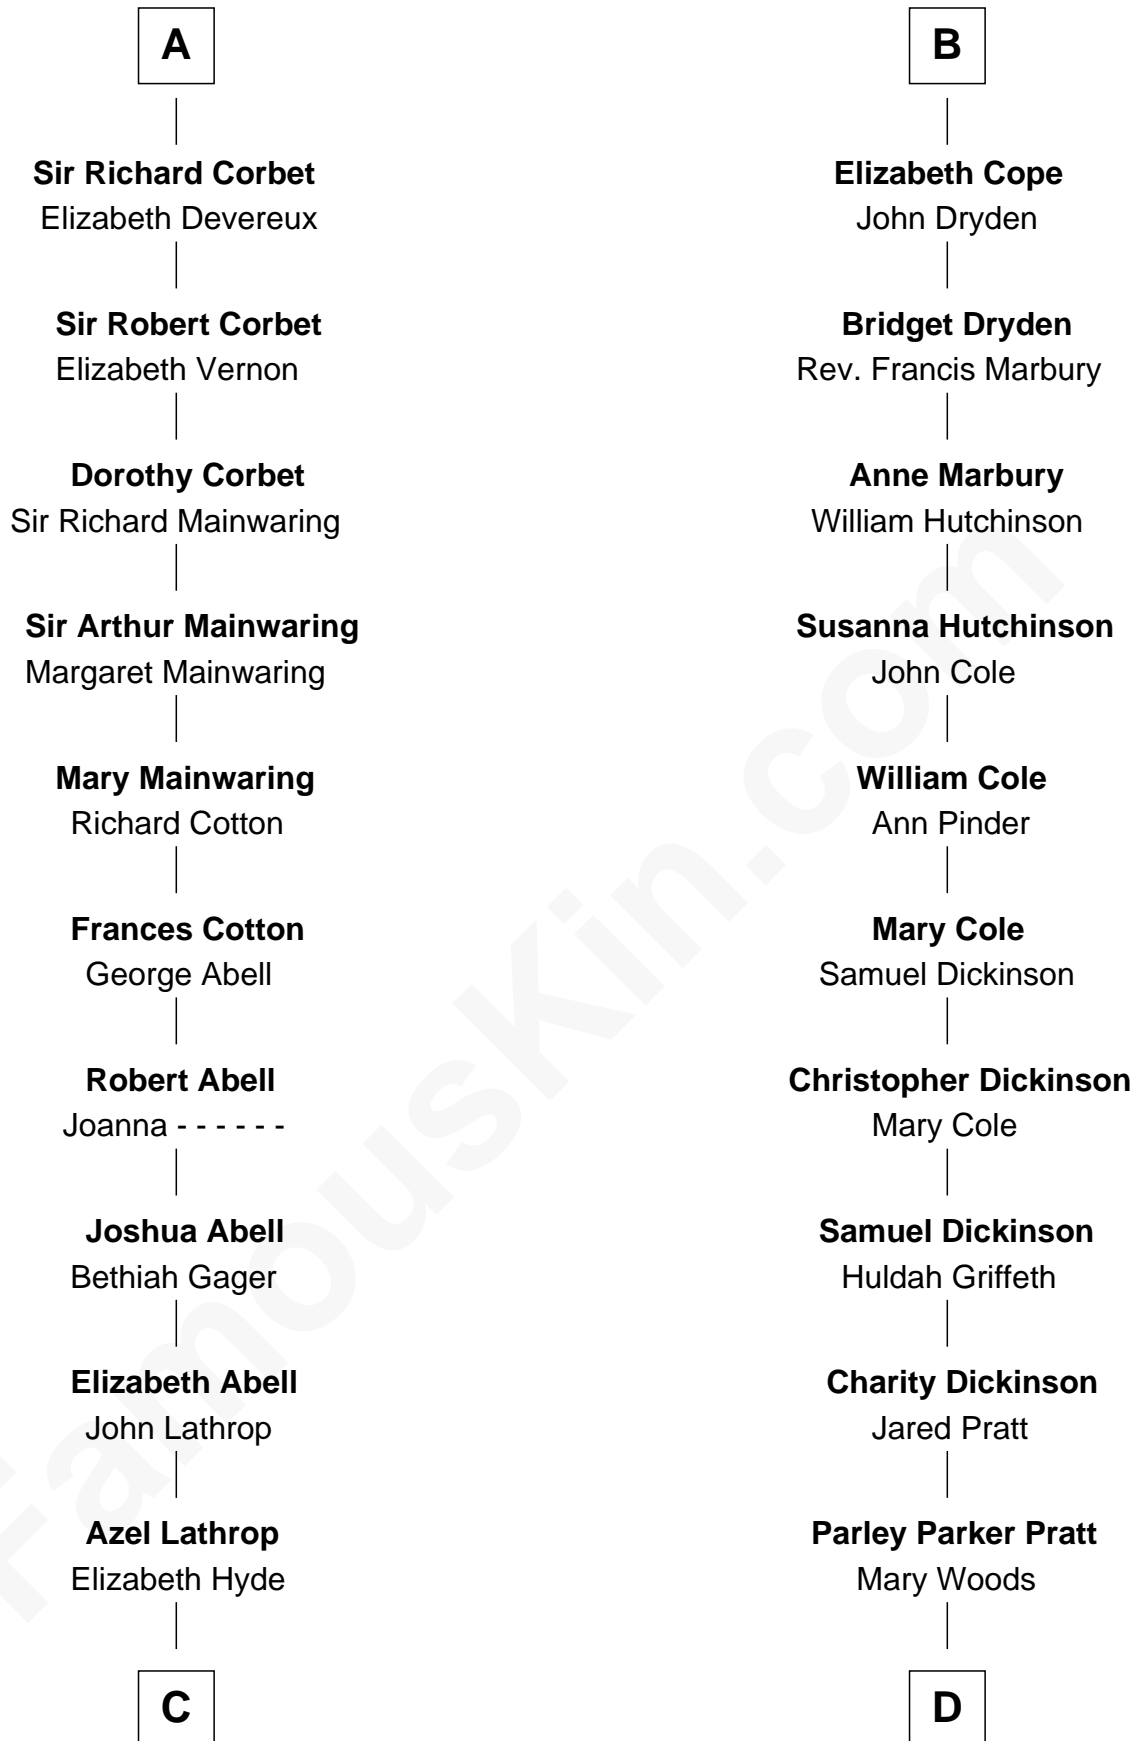 A
Sir Richard Corbet
Elizabeth Devereux
Sir Robert Corbet
Elizabeth Vernon
Dorothy Corbet
Sir Richard Mainwaring
Sir Arthur Mainwaring
Margaret Mainwaring
Mary Mainwaring
Richard Cotton
Frances Cotton
George Abell
Robert Abell
Joanna - - - - - -
Joshua Abell
Bethiah Gager
Elizabeth Abell
John Lathrop
Azel Lathrop
Elizabeth Hyde
C
B
Elizabeth Cope
John Dryden
Bridget Dryden
Rev. Francis Marbury
Anne Marbury
William Hutchinson
Susanna Hutchinson
John Cole
William Cole
Ann Pinder
Mary Cole
Samuel Dickinson
Christopher Dickinson
Mary Cole
Samuel Dickinson
Huldah Griffeth
Charity Dickinson
Jared Pratt
Parley Parker Pratt
Mary Woods
D
FamousKin.com